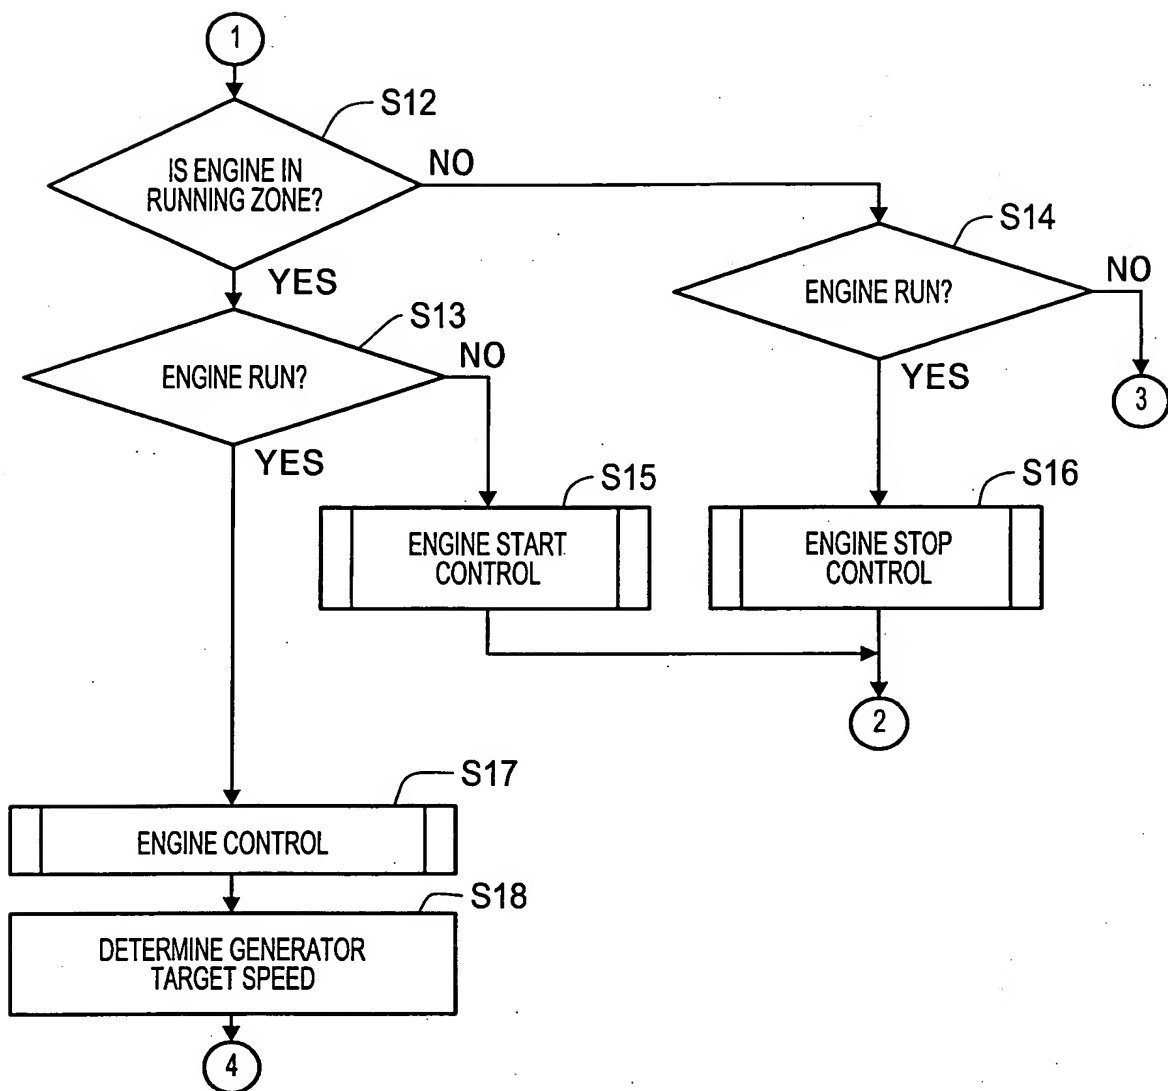 1
S12
IS ENGINE IN
RUNNING ZONE?
NO
YES
S14
ENGINE RUN?
NO
YES
3
S13
ENGINE RUN?
NO
YES
S15
ENGINE START
CONTROL
S16
ENGINE STOP
CONTROL
2
S17
ENGINE CONTROL
S18
DETERMINE GENERATOR
TARGET SPEED
4